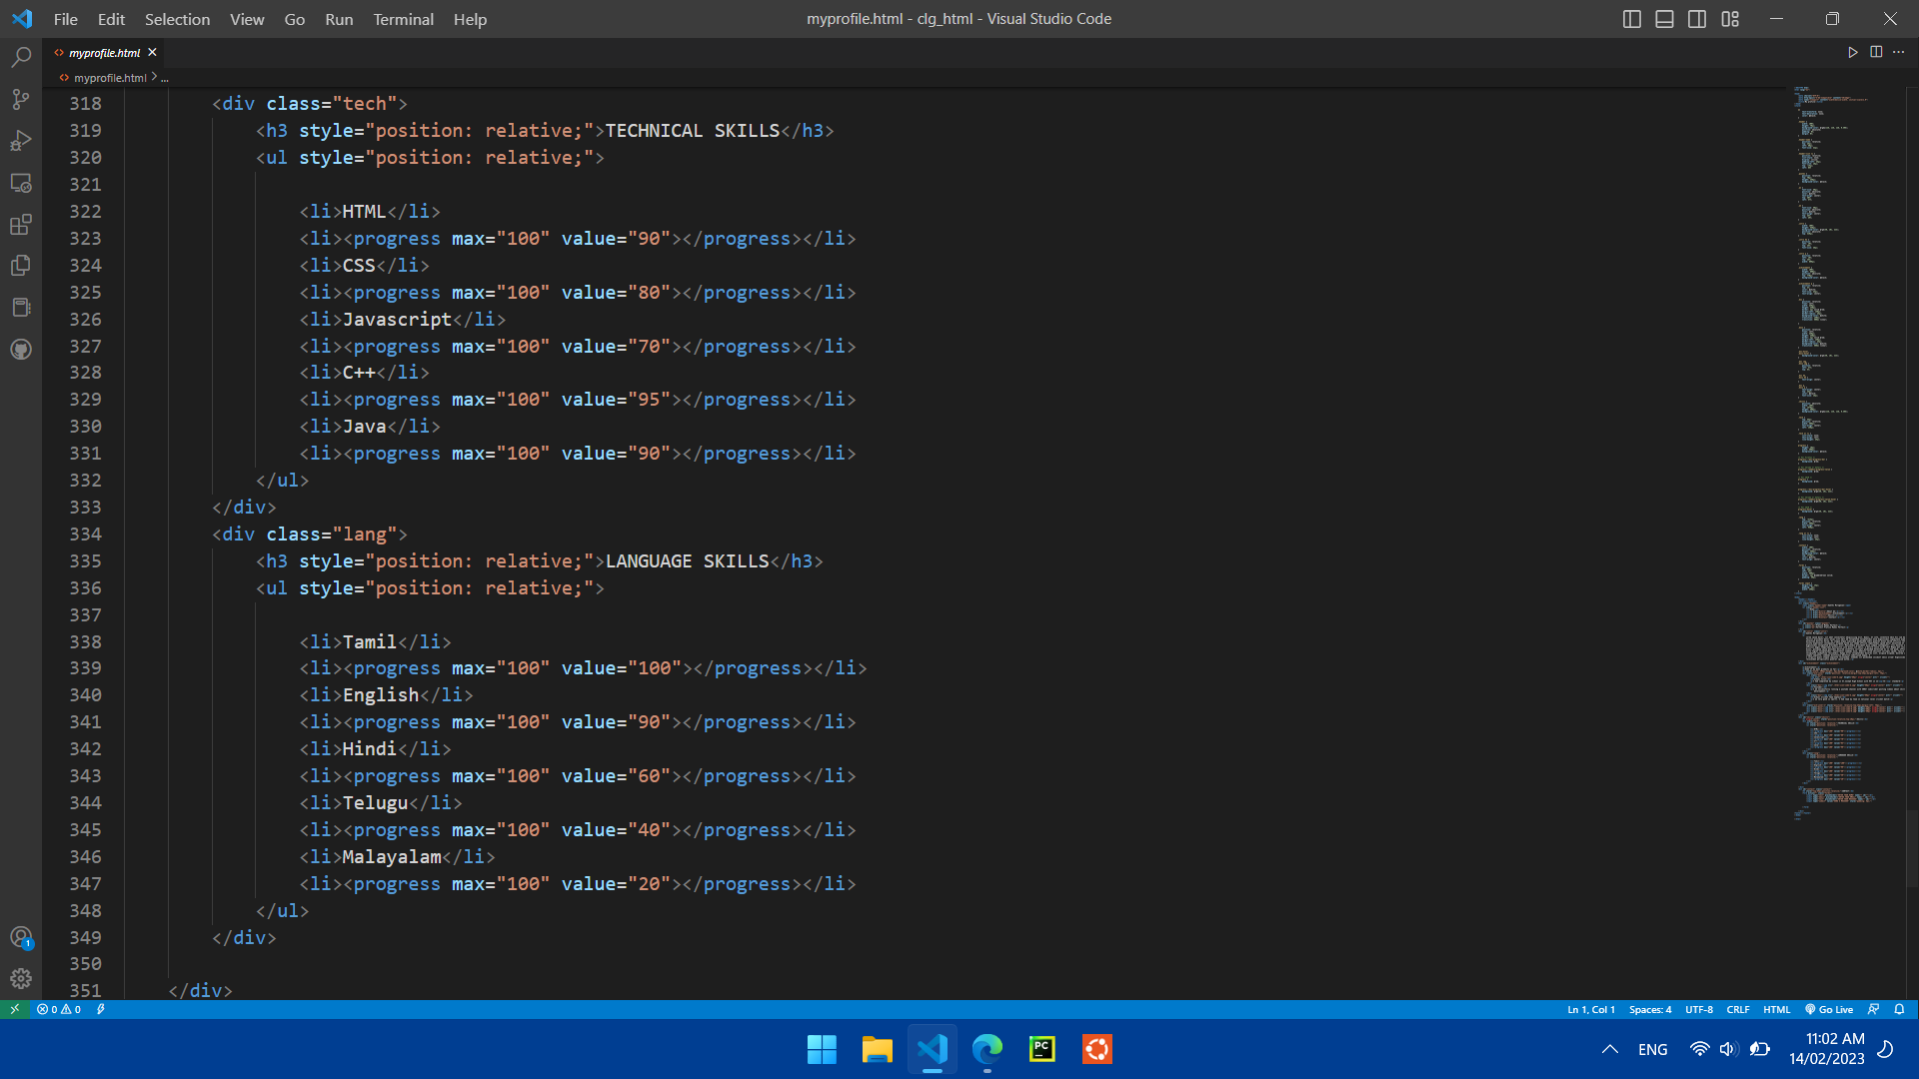 File Edit Selection View Go Run Terminal Help
myprofile.html - clg_html - Visual Studio Code
<> myprofile.html ×
<> myprofile.html > ...
318 <div class="tech">
319 <h3 style="position: relative;">TECHNICAL SKILLS</h3>
320 <ul style="position: relative;">
321
322 <li>HTML</li>
323 <li><progress max="100" value="90"></progress></li>
324 <li>CSS</li>
325 <li><progress max="100" value="80"></progress></li>
326 <li>Javascript</li>
327 <li><progress max="100" value="70"></progress></li>
328 <li>C++</li>
329 <li><progress max="100" value="95"></progress></li>
330 <li>Java</li>
331 <li><progress max="100" value="90"></progress></li>
332 </ul>
333 </div>
334 <div class="lang">
335 <h3 style="position: relative;">LANGUAGE SKILLS</h3>
336 <ul style="position: relative;">
337
338 <li>Tamil</li>
339 <li><progress max="100" value="100"></progress></li>
340 <li>English</li>
341 <li><progress max="100" value="90"></progress></li>
342 <li>Hindi</li>
343 <li><progress max="100" value="60"></progress></li>
344 <li>Telugu</li>
345 <li><progress max="100" value="40"></progress></li>
346 <li>Malayalam</li>
347 <li><progress max="100" value="20"></progress></li>
348 </ul>
349 </div>
350
351 </div>
1
0 0 Ln 1, Col 1 Spaces: 4 UTF-8 CRLF HTML Go Live
PC
ENG
11:02 AM
14/02/2023